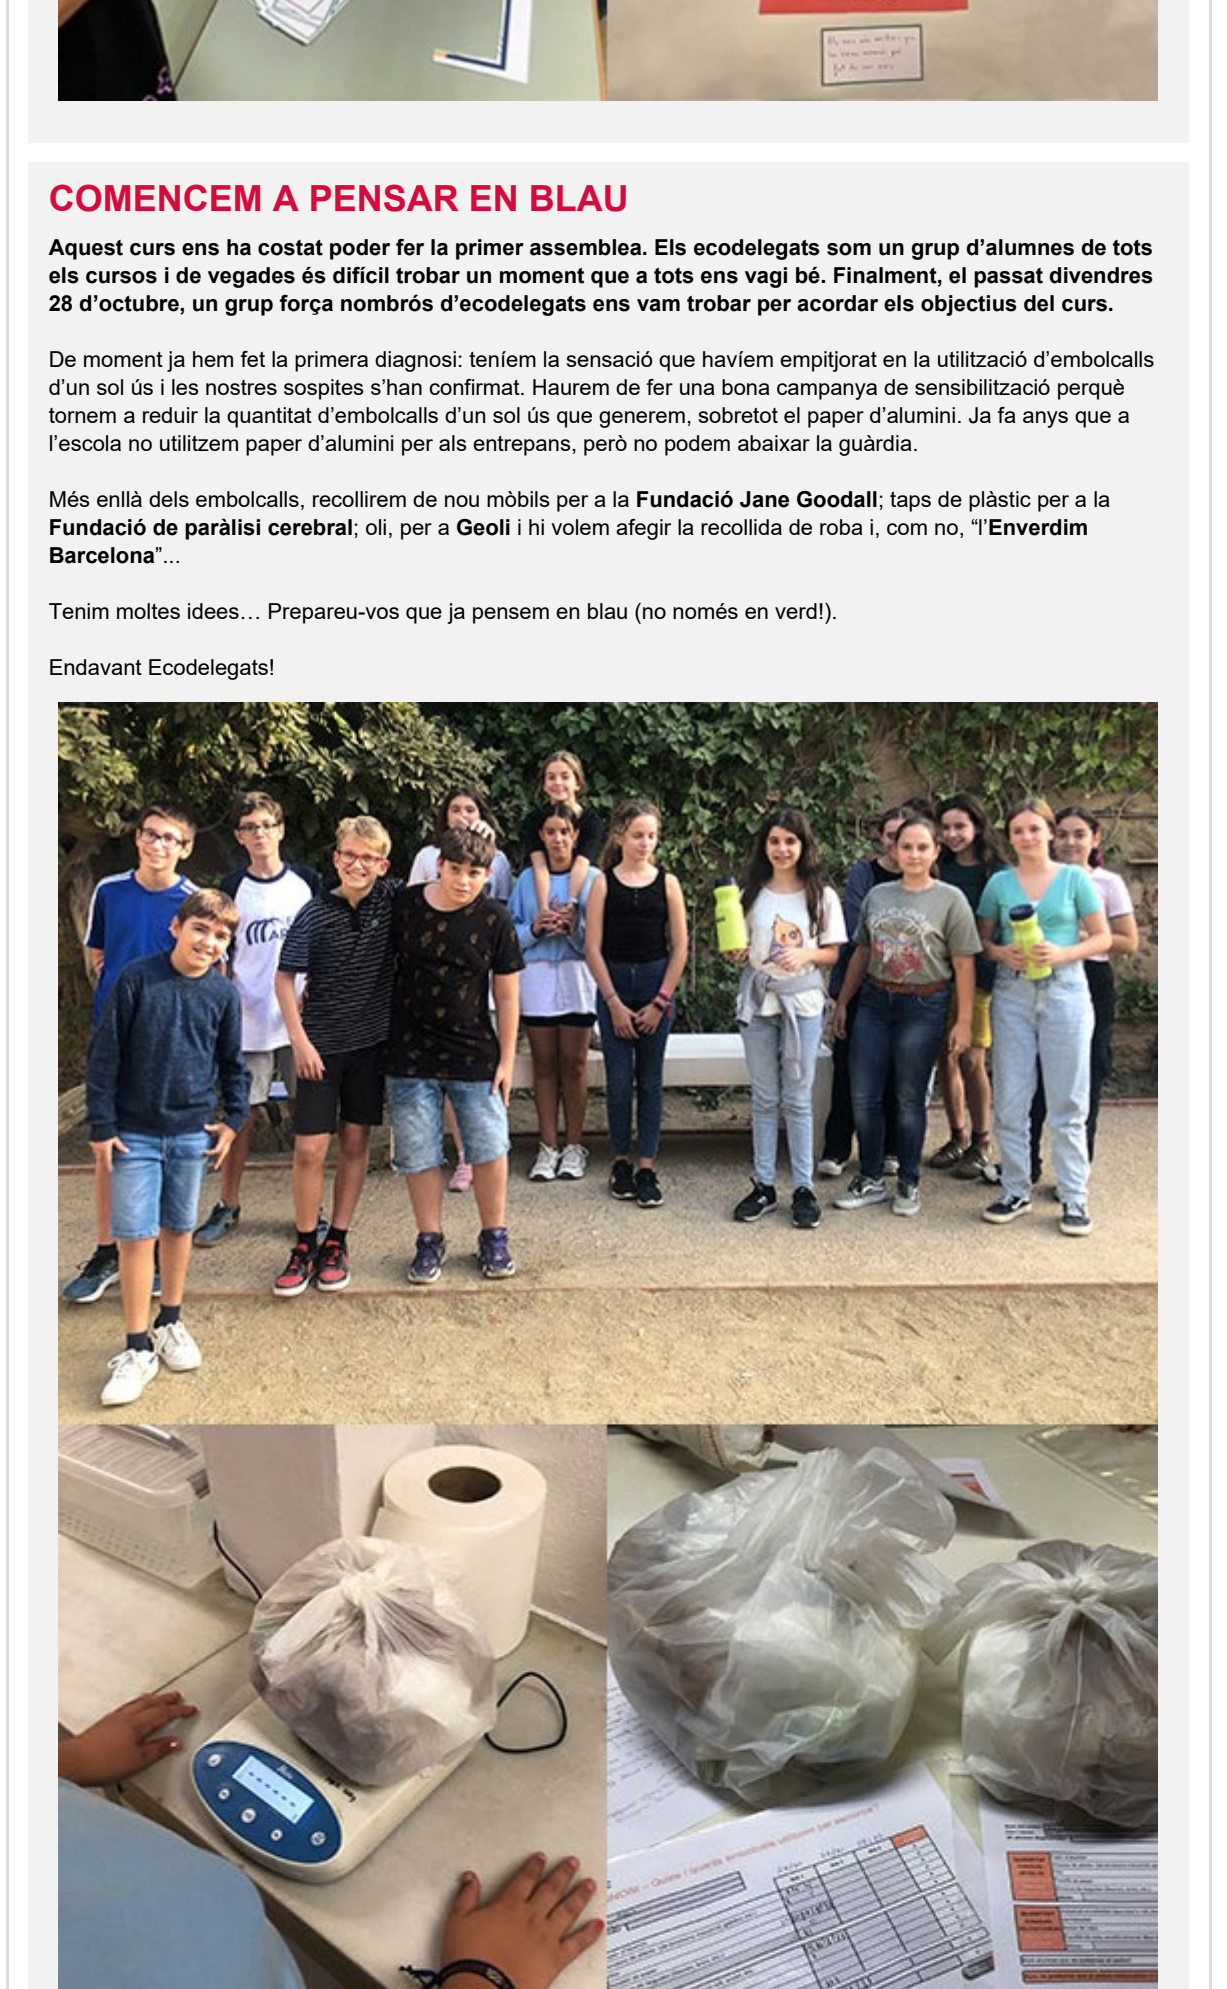 COMENCEM A PENSAR EN BLAU
Aquest curs ens ha costat poder fer la primer assemblea. Els ecodelegats som un grup d’alumnes de tots
els cursos i de vegades és difícil trobar un moment que a tots ens vagi bé. Finalment, el passat divendres
28 d’octubre, un grup força nombrós d’ecodelegats ens vam trobar per acordar els objectius del curs.
De moment ja hem fet la primera diagnosi: teníem la sensació que havíem empitjorat en la utilització d’embolcalls
d’un sol ús i les nostres sospites s’han confirmat. Haurem de fer una bona campanya de sensibilització perquè
tornem a reduir la quantitat d’embolcalls d’un sol ús que generem, sobretot el paper d’alumini. Ja fa anys que a
l’escola no utilitzem paper d’alumini per als entrepans, però no podem abaixar la guàrdia.
Més enllà dels embolcalls, recollirem de nou mòbils per a la Fundació Jane Goodall; taps de plàstic per a la
Fundació de paràlisi cerebral; oli, per a Geoli i hi volem afegir la recollida de roba i, com no, “l’Enverdim
Barcelona”...
Tenim moltes idees… Prepareu-vos que ja pensem en blau (no només en verd!).
Endavant Ecodelegats!